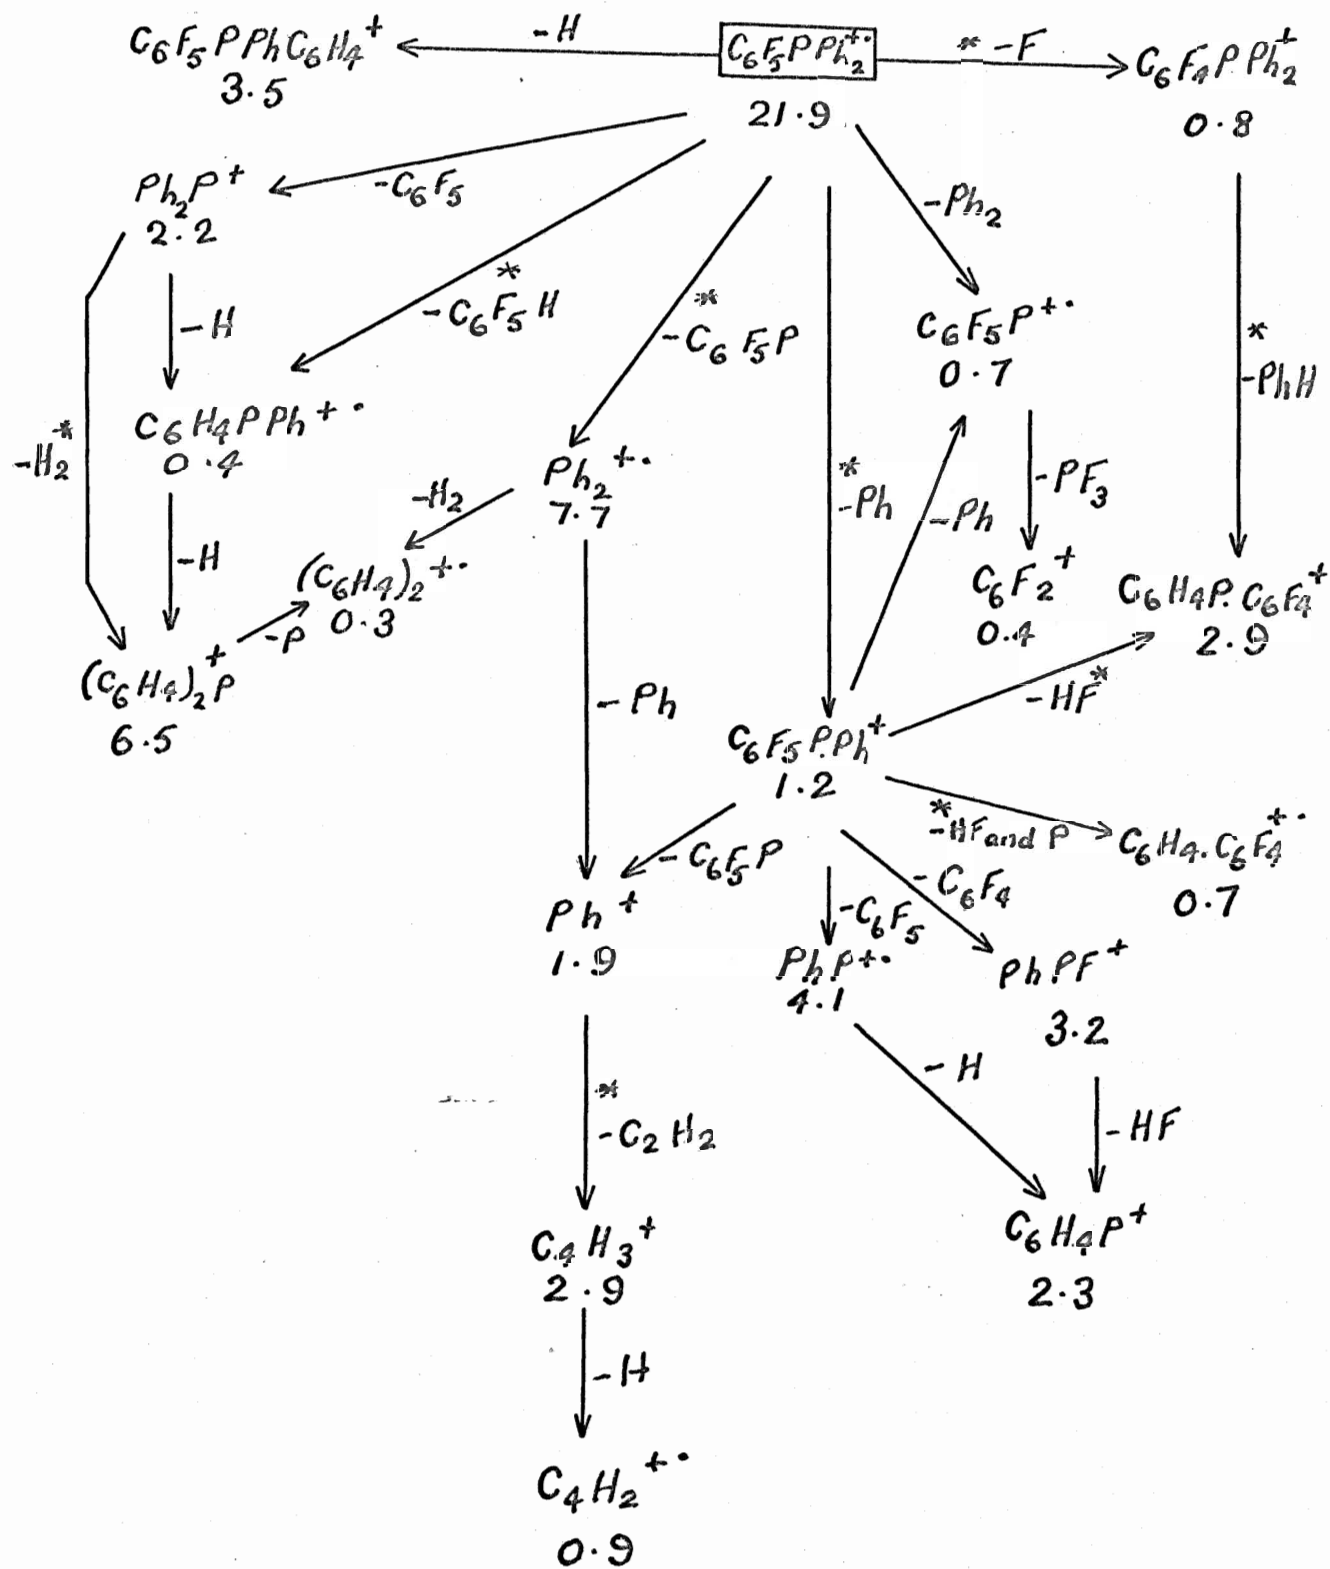 C6F5PPhC6H4+
3.5
-H
C6F5PPh2+·
21.9
* -F
C6F4PPh2+
0.8
Ph2P+
2.2
-C6F5
-Ph2
-H
*
-C6F5H
*
-C6F5P
C6F5P+·
0.7
*
-PhH
C6H4PPh+·
0.4
-H2*
Ph2+·
7.7
-H2
*
-Ph
-Ph
-PF3
-H
(C6H4)2+·
0.3
-P
C6F2+
0.4
C6H4P.C6F4+
2.9
(C6H4)2P+
6.5
-Ph
-HF*
C6F5P.Ph+
1.2
*
-HF and P
C6H4.C6F4+·
0.7
-C6F5P
-C6F4
-C6F5
Ph+
1.9
PhP+·
4.1
PhPF+
3.2
*
-C2H2
-H
-HF
C4H3+
2.9
C6H4P+
2.3
-H
C4H2+·
0.9